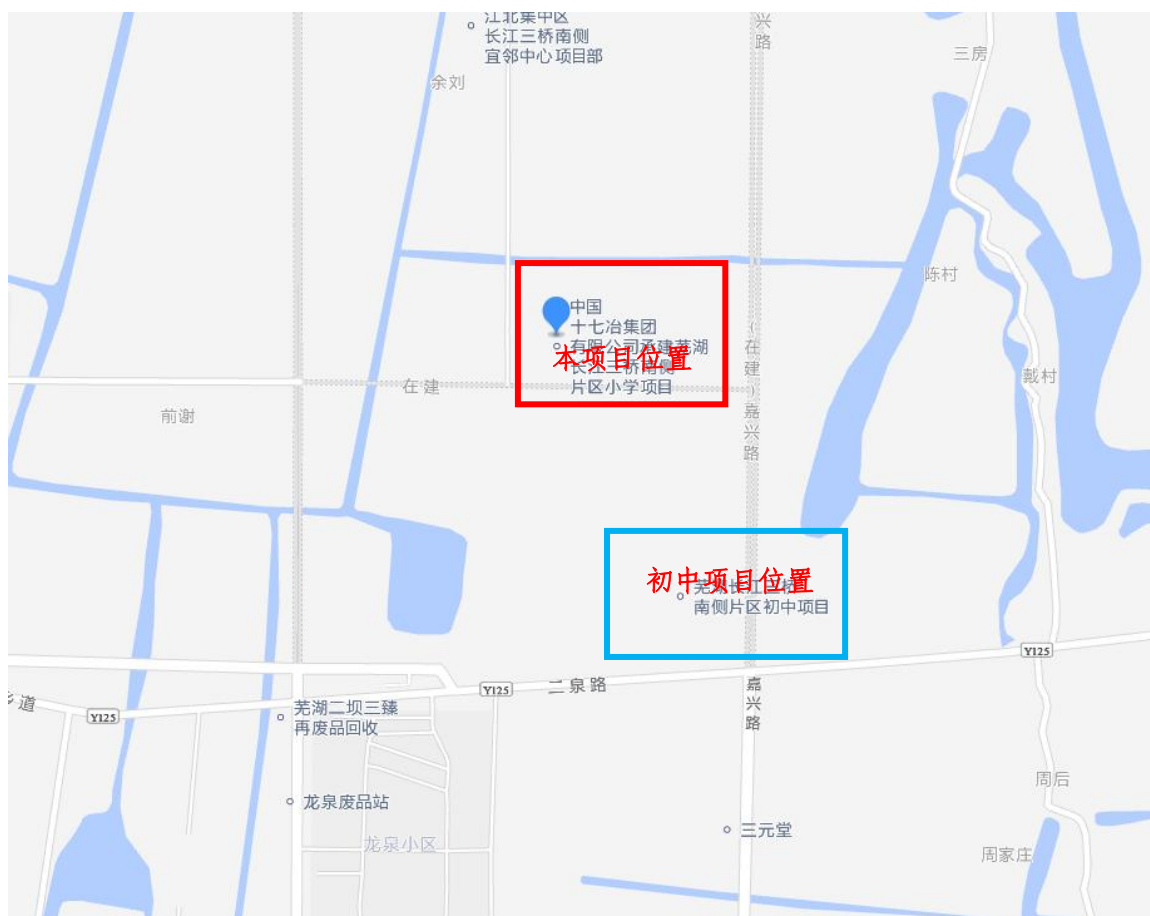 江北集中区
长江三桥南侧
宜邻中心项目部
兴
路
三房
余刘
陈村
中国
十七冶集团
有限公司承建芜湖
长江三桥南侧
片区小学项目
本项目位置
(在建)嘉兴路
在建
戴村
前谢
初中项目位置
芜湖长江三桥
南侧片区初中项目
Y125
二泉路
Y125
嘉兴路
乡道
Y125
芜湖二坝三臻
再废品回收
龙泉废品站
周后
三元堂
龙泉小区
周家庄